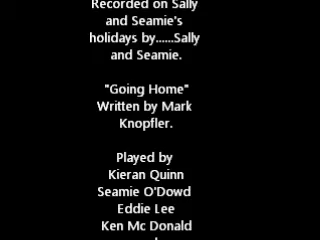 Recorded on Sally
and Seamie's
holidays by......Sally
and Seamie.
"Going Home"
Written by Mark
Knopfler.
Played by
Kieran Quinn
Seamie O'Dowd
Eddie Lee
Ken Mc Donald